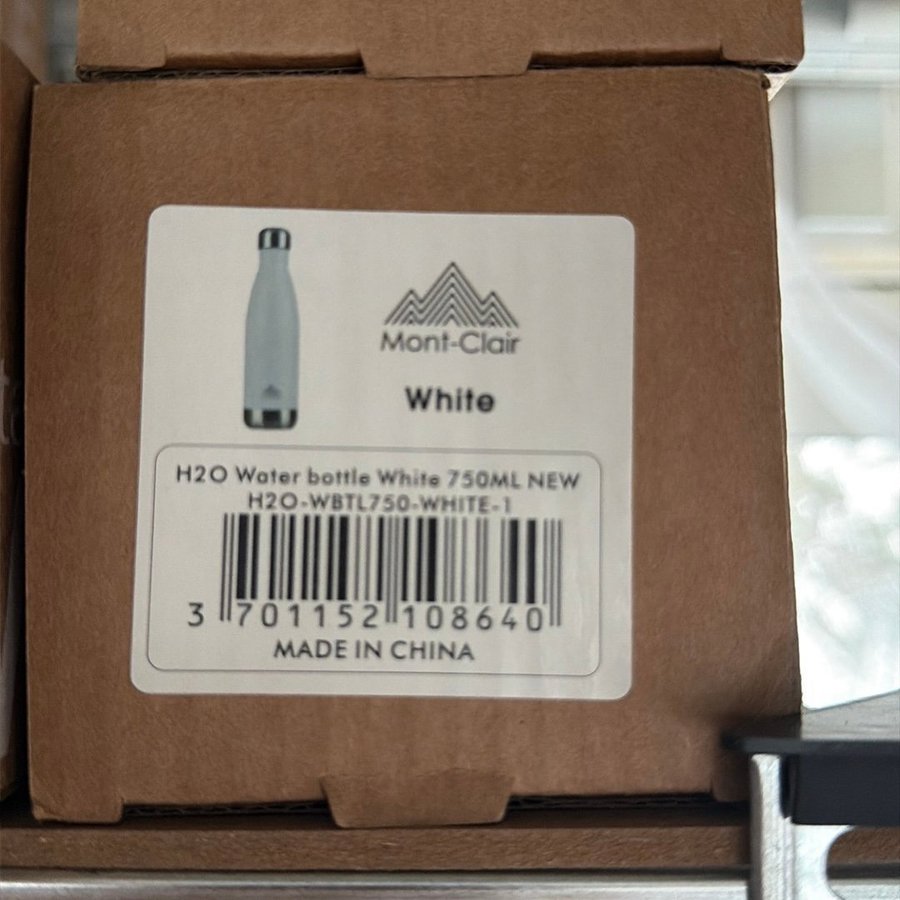 Mont-Clair
White
H2O Water bottle White 750ML NEW
H2O-WBTL750-WHITE-1
3 701152 108640
MADE IN CHINA